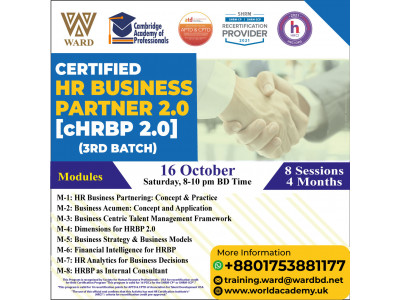 WARD
Cambridge
Academy of
Professionals
SHRM
RECERTIFICATION
PROVIDER
2021
CERTIFIED
HR BUSINESS
PARTNER 2.0
[cHRBP 2.0]
(3RD BATCH)
Modules
16 October
Saturday, 8-10 pm BD Time
8 Sessions
4 Months
M-1: HR Business Partnering: Concept & Practice
M-2: Business Acumen: Concept and Application
M-3: Business Centric Talent Management Framework
M-4: Dimensions for HRBP 2.0
M-5: Business Strategy & Business Models
M-6: Financial Intelligence for HRBP
M-7: HR Analytics for Business Decisions
M-8: HRBP as Internal Consultant
More Information
+8801753881177
training.ward@wardbd.net
www.worldacademy.uk